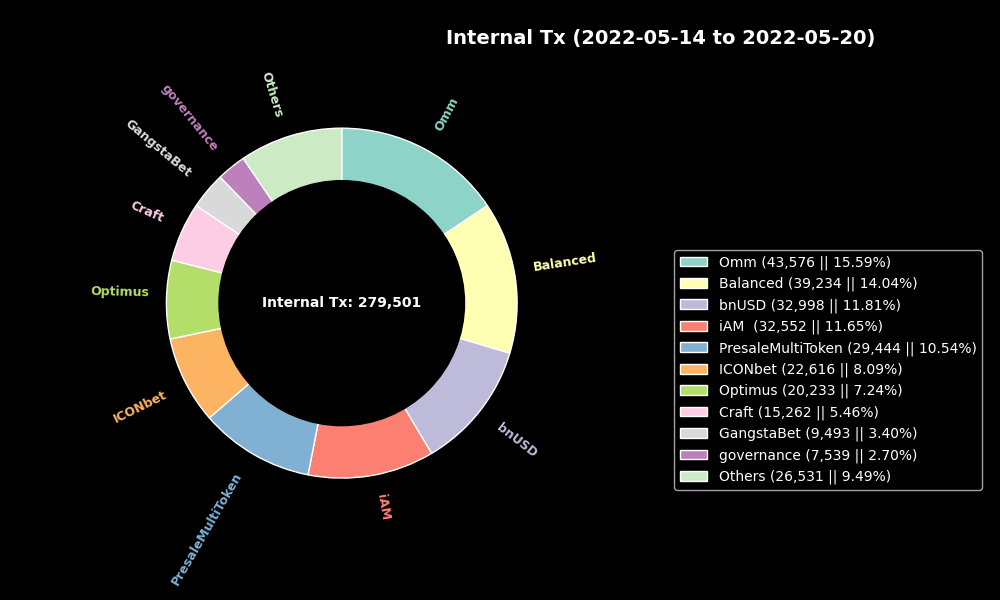 Internal Tx (2022-05-14 to 2022-05-20)
Omm
Balanced
bnUSD
iAM
PresaleMultiToken
ICONbet
Optimus
Craft
GangstaBet
governance
Others
Internal Tx: 279,501
Omm (43,576 || 15.59%)
Balanced (39,234 || 14.04%)
bnUSD (32,998 || 11.81%)
iAM  (32,552 || 11.65%)
PresaleMultiToken (29,444 || 10.54%)
ICONbet (22,616 || 8.09%)
Optimus (20,233 || 7.24%)
Craft (15,262 || 5.46%)
GangstaBet (9,493 || 3.40%)
governance (7,539 || 2.70%)
Others (26,531 || 9.49%)